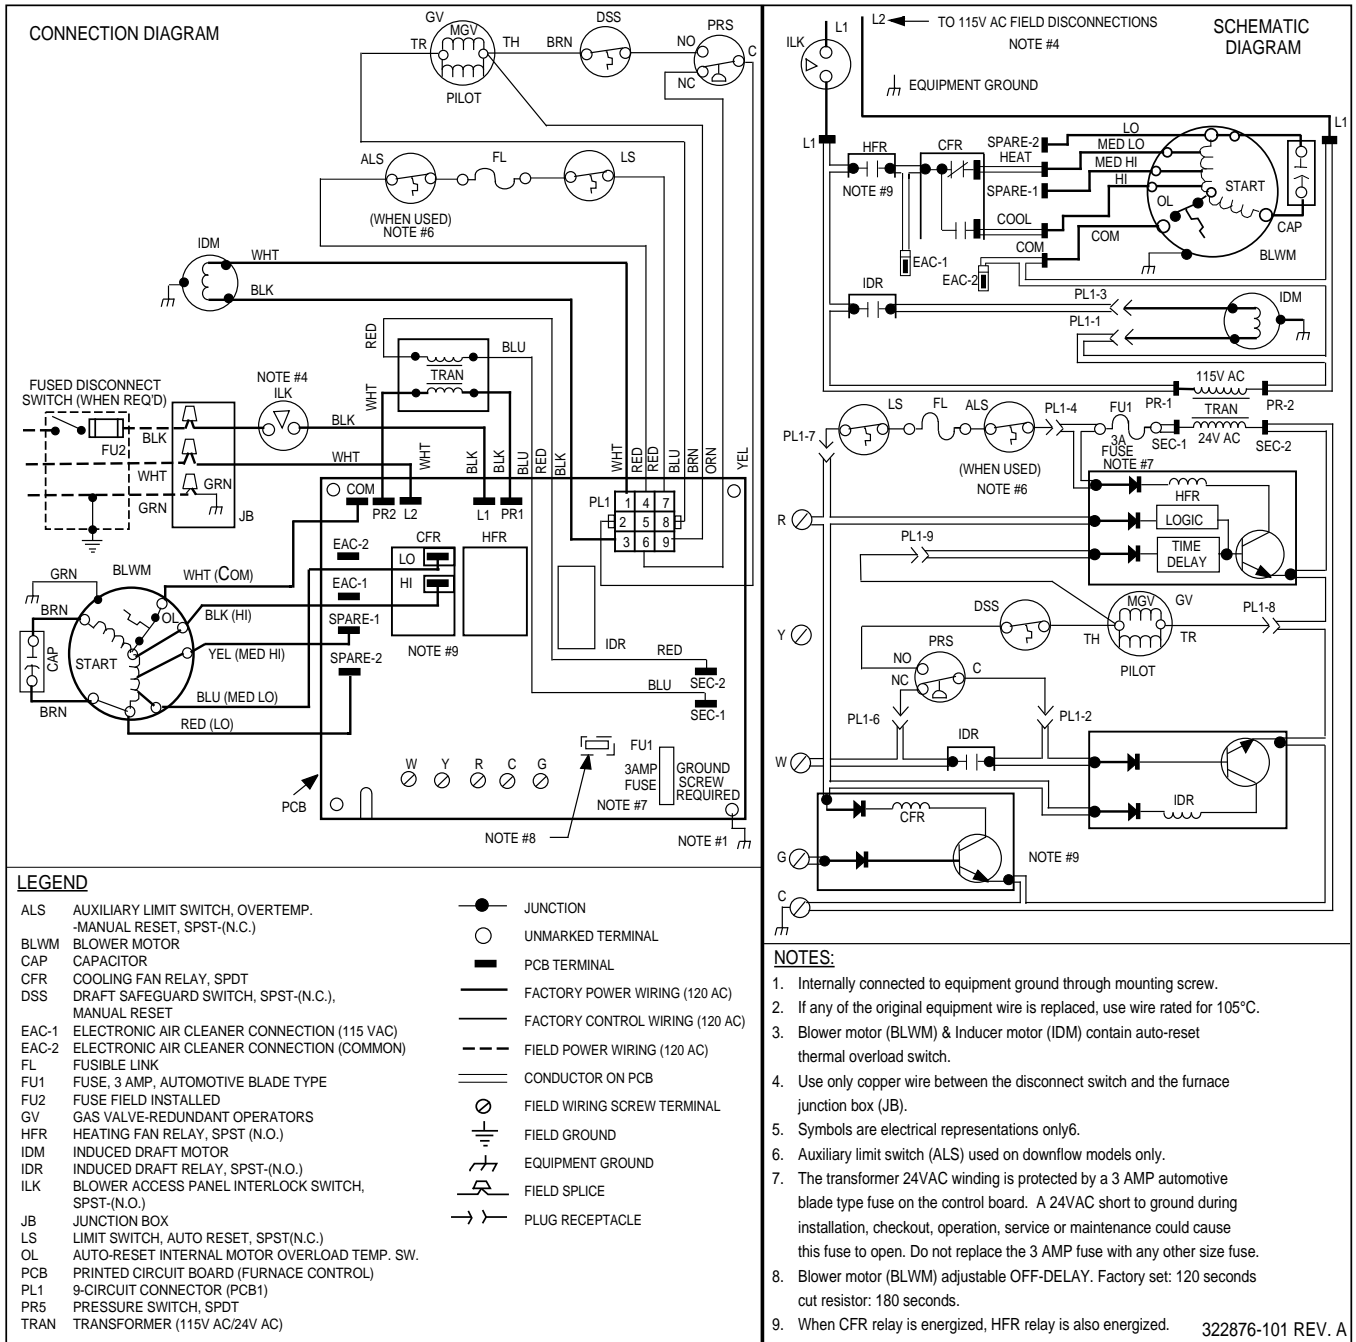 CONNECTION DIAGRAM
GV
MGV
TR
TH
BRN
DSS
PRS
NO
C
NC
PILOT
ALS
FL
LS
(WHEN USED)
NOTE #6
IDM
WHT
BLK
RED
BLU
TRAN
WHT
FUSED DISCONNECT
SWITCH (WHEN REQ'D)
NOTE #4
ILK
BLK
BLK
FU2
WHT
WHT
GRN
GRN
JB
WHT
BLK
BLK
BLU
RED
BLK
WHT
RED
RED
BLU
BRN
ORN
YEL
COM
PR2
L2
L1
PR1
PL1
1 4 7
2 5 8
3 6 9
EAC-2
CFR
HFR
LO
HI
EAC-1
SPARE-1
NOTE #9
SPARE-2
IDR
RED
SEC-2
BLU
SEC-1
GRN
BLWM
WHT (COM)
BRN
OL
BLK (HI)
CAP
START
YEL (MED HI)
BLU (MED LO)
BRN
RED (LO)
W Y R C G
FU1
3AMP
FUSE
GROUND
SCREW
REQUIRED
NOTE #7
PCB
NOTE #8
NOTE #1
L2
TO 115V AC FIELD DISCONNECTIONS
NOTE #4
SCHEMATIC
DIAGRAM
L1
ILK
EQUIPMENT GROUND
L1
L1
HFR
CFR
NOTE #9
SPARE-2
HEAT
SPARE-1
COOL
COM
LO
MED LO
MED HI
HI
COM
START
OL
CAP
BLWM
EAC-1
EAC-2
IDR
PL1-3
PL1-1
IDM
115V AC
PR-1
TRAN
PR-2
24V AC
SEC-1
SEC-2
LS
FL
ALS
PL1-4
FU1
3A
FUSE
NOTE #7
PL1-7
(WHEN USED)
NOTE #6
HFR
LOGIC
TIME
DELAY
R
PL1-9
DSS
MGV
GV
PL1-8
TH
TR
PILOT
Y
PRS
NO
NC
C
PL1-6
PL1-2
IDR
W
IDR
CFR
G
NOTE #9
C
LEGEND
ALS AUXILIARY LIMIT SWITCH, OVERTEMP.
-MANUAL RESET, SPST-(N.C.)
BLWM BLOWER MOTOR
CAP CAPACITOR
CFR COOLING FAN RELAY, SPDT
DSS DRAFT SAFEGUARD SWITCH, SPST-(N.C.),
MANUAL RESET
EAC-1 ELECTRONIC AIR CLEANER CONNECTION (115 VAC)
EAC-2 ELECTRONIC AIR CLEANER CONNECTION (COMMON)
FL FUSIBLE LINK
FU1 FUSE, 3 AMP, AUTOMOTIVE BLADE TYPE
FU2 FUSE FIELD INSTALLED
GV GAS VALVE-REDUNDANT OPERATORS
HFR HEATING FAN RELAY, SPST (N.O.)
IDM INDUCED DRAFT MOTOR
IDR INDUCED DRAFT RELAY, SPST-(N.O.)
ILK BLOWER ACCESS PANEL INTERLOCK SWITCH,
SPST-(N.O.)
JB JUNCTION BOX
LS LIMIT SWITCH, AUTO RESET, SPST(N.C.)
OL AUTO-RESET INTERNAL MOTOR OVERLOAD TEMP. SW.
PCB PRINTED CIRCUIT BOARD (FURNACE CONTROL)
PL1 9-CIRCUIT CONNECTOR (PCB1)
PR5 PRESSURE SWITCH, SPDT
TRAN TRANSFORMER (115V AC/24V AC)
JUNCTION
UNMARKED TERMINAL
PCB TERMINAL
FACTORY POWER WIRING (120 AC)
FACTORY CONTROL WIRING (120 AC)
FIELD POWER WIRING (120 AC)
CONDUCTOR ON PCB
FIELD WIRING SCREW TERMINAL
FIELD GROUND
EQUIPMENT GROUND
FIELD SPLICE
PLUG RECEPTACLE
NOTES:
1. Internally connected to equipment ground through mounting screw.
2. If any of the original equipment wire is replaced, use wire rated for 105°C.
3. Blower motor (BLWM) & Inducer motor (IDM) contain auto-reset
thermal overload switch.
4. Use only copper wire between the disconnect switch and the furnace
junction box (JB).
5. Symbols are electrical representations only6.
6. Auxiliary limit switch (ALS) used on downflow models only.
7. The transformer 24VAC winding is protected by a 3 AMP automotive
blade type fuse on the control board. A 24VAC short to ground during
installation, checkout, operation, service or maintenance could cause
this fuse to open. Do not replace the 3 AMP fuse with any other size fuse.
8. Blower motor (BLWM) adjustable OFF-DELAY. Factory set: 120 seconds
cut resistor: 180 seconds.
9. When CFR relay is energized, HFR relay is also energized.
322876-101 REV. A